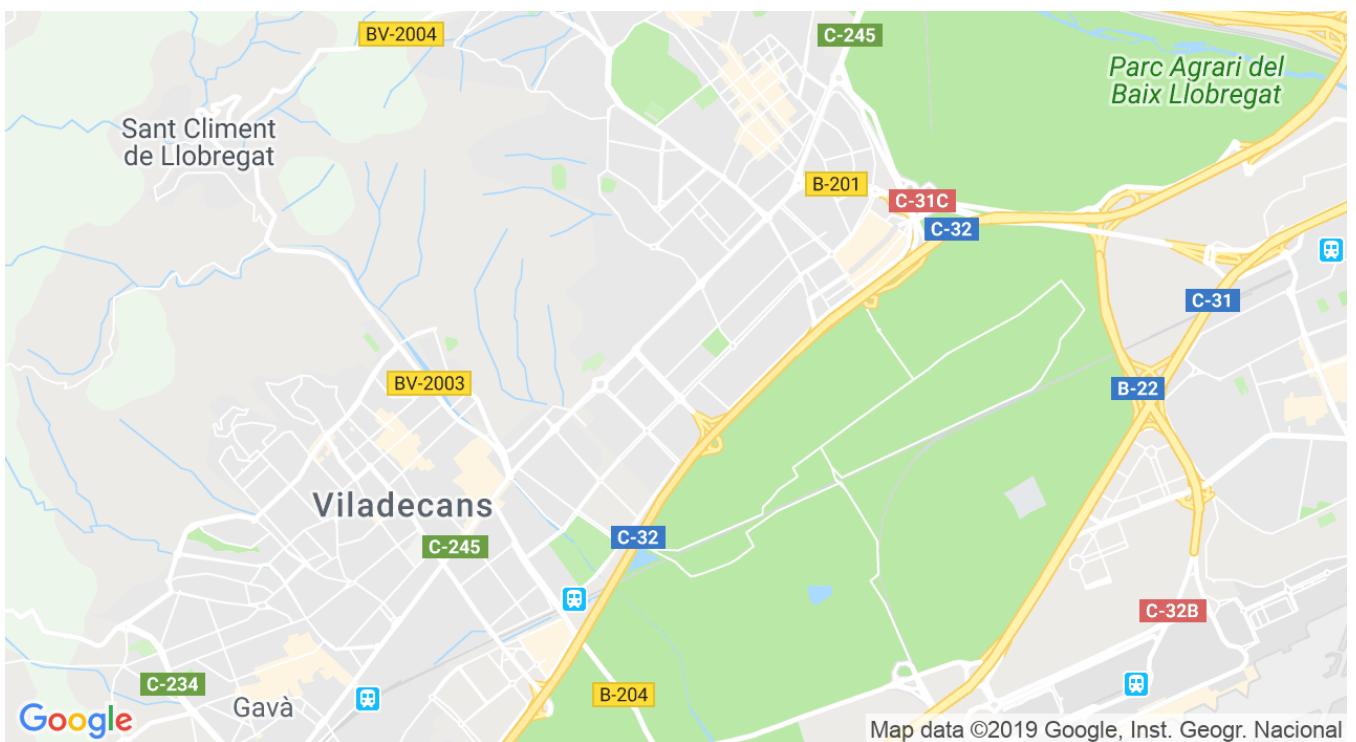 BV-2004
C-245
Parc Agrari del
Baix Llobregat
Sant Climent
de Llobregat
B-201
C-31C
C-32
C-31
BV-2003
B-22
Viladecans
C-32
C-245
C-32B
C-234
B-204
Gavà
Google
Map data ©2019 Google, Inst. Geogr. Nacional